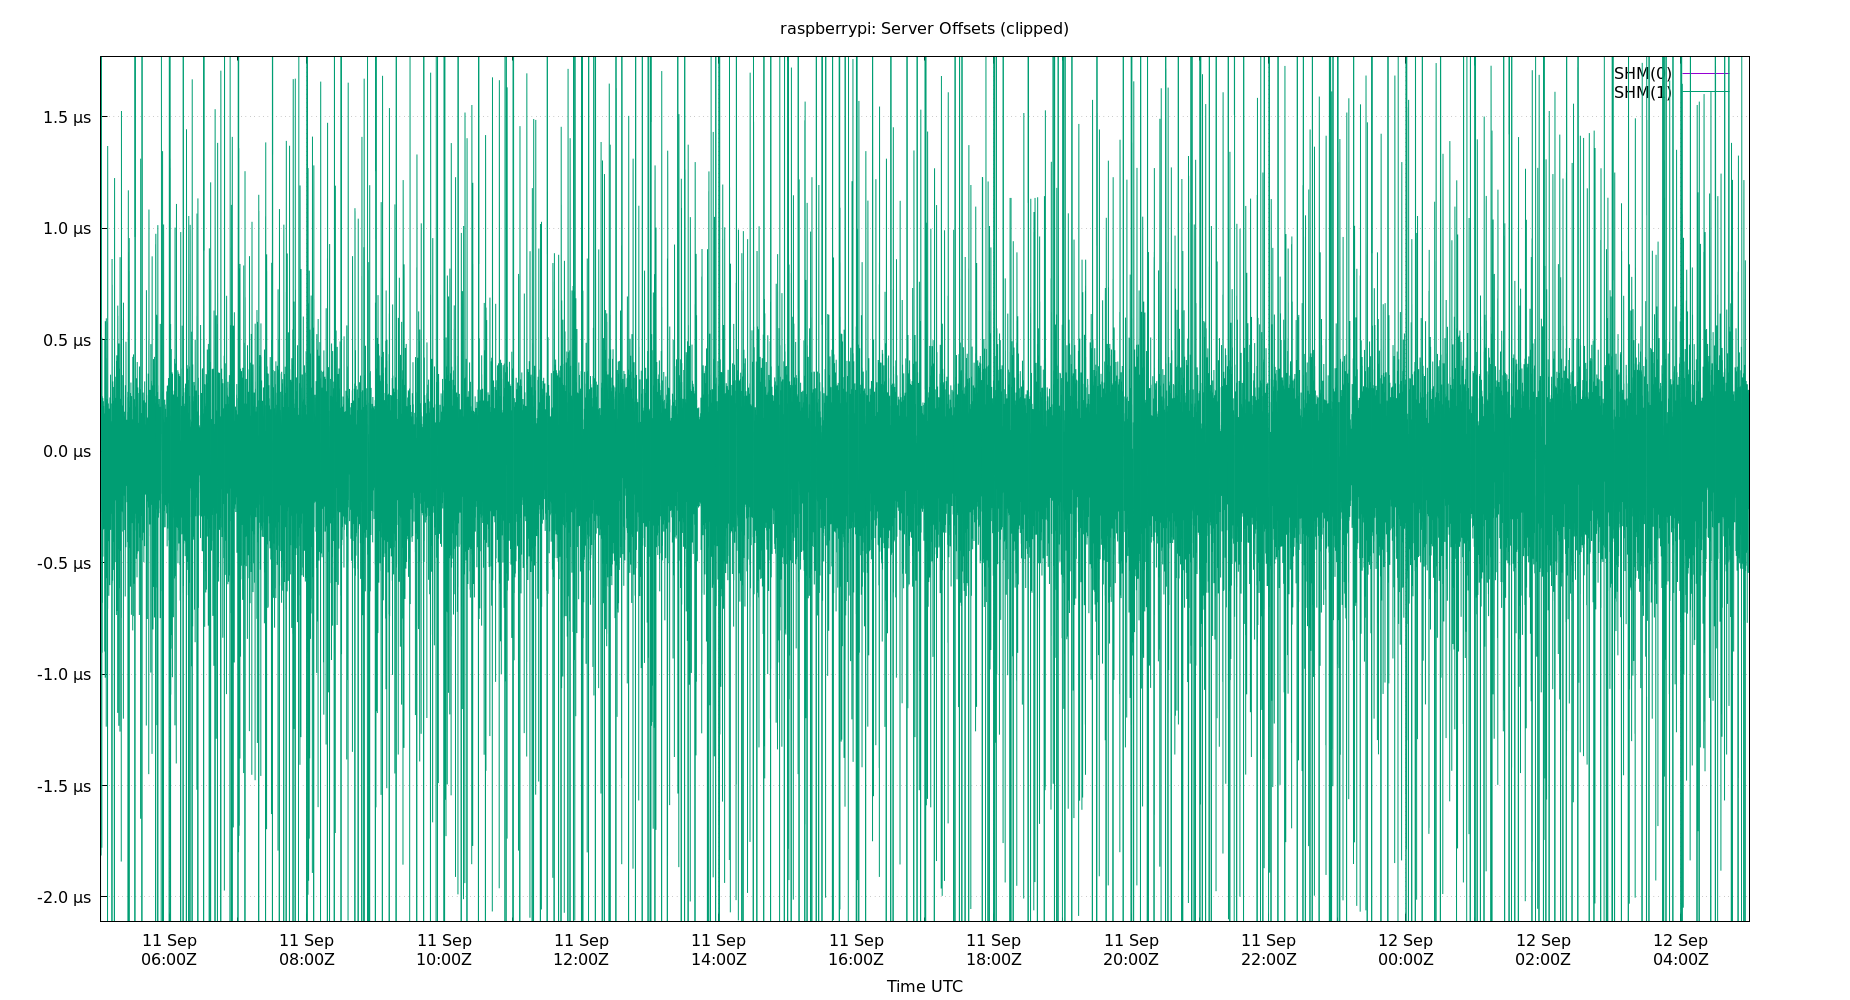 raspberrypi: Server Offsets (clipped)
SHM(0)
SHM(1)
1.5 µs
1.0 µs
0.5 µs
0.0 µs
-0.5 µs
-1.0 µs
-1.5 µs
-2.0 µs
11 Sep 11 Sep 11 Sep 11 Sep 11 Sep 11 Sep 11 Sep 11 Sep 11 Sep 12 Sep 12 Sep 12 Sep
06:00Z 08:00Z 10:00Z 12:00Z 14:00Z 16:00Z 18:00Z 20:00Z 22:00Z 00:00Z 02:00Z 04:00Z
Time UTC